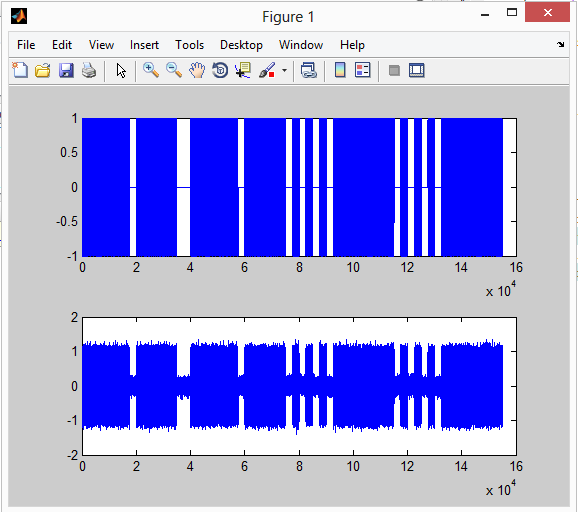 Figure 1
File Edit View Insert Tools Desktop Window Help
1
0.5
0
-0.5
-1
0 2 4 6 8 10 12 14 16
x 10^4
2
1
0
-1
-2
0 2 4 6 8 10 12 14 16
x 10^4